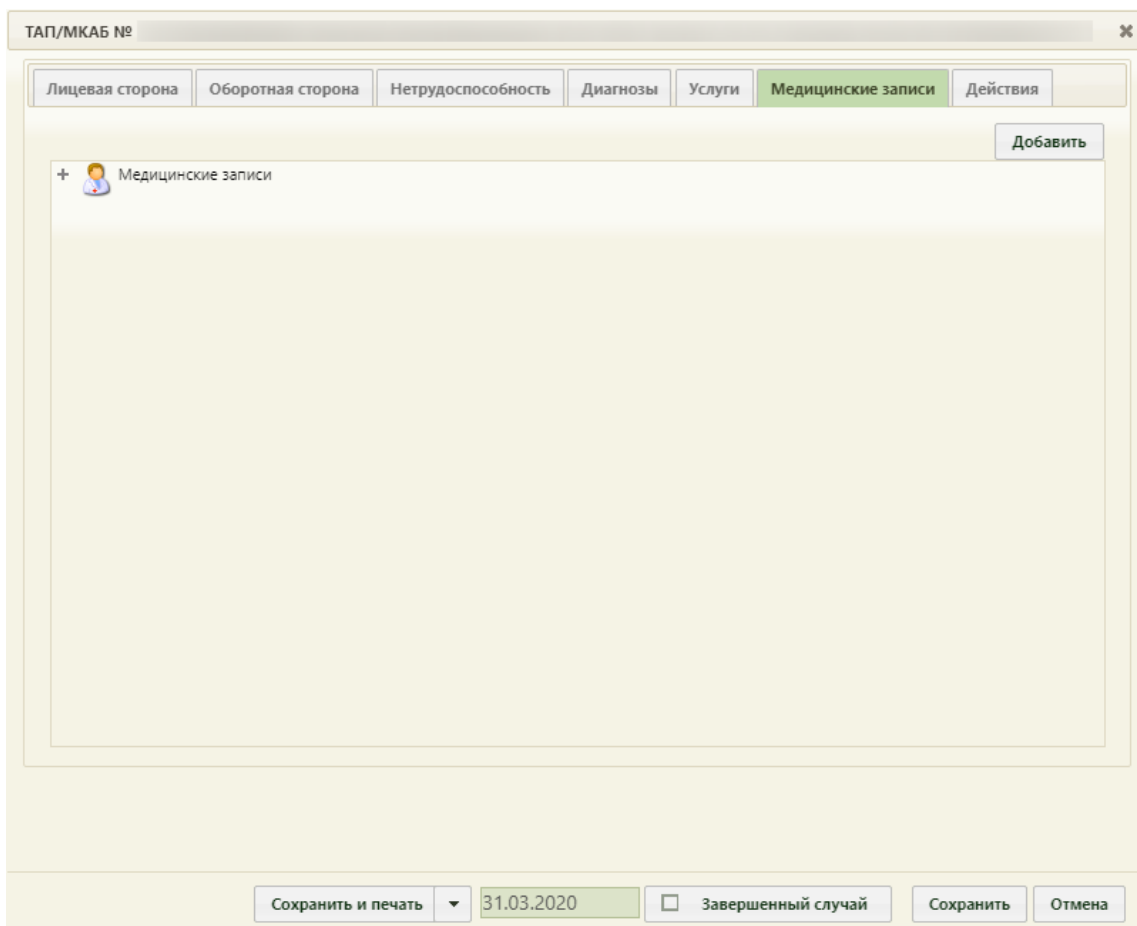 ТАП/МКАБ №
Лицевая сторона Оборотная сторона Нетрудоспособность Диагнозы Услуги Медицинские записи Действия
Добавить
Медицинские записи
Сохранить и печать 31.03.2020 Завершенный случай Сохранить Отмена